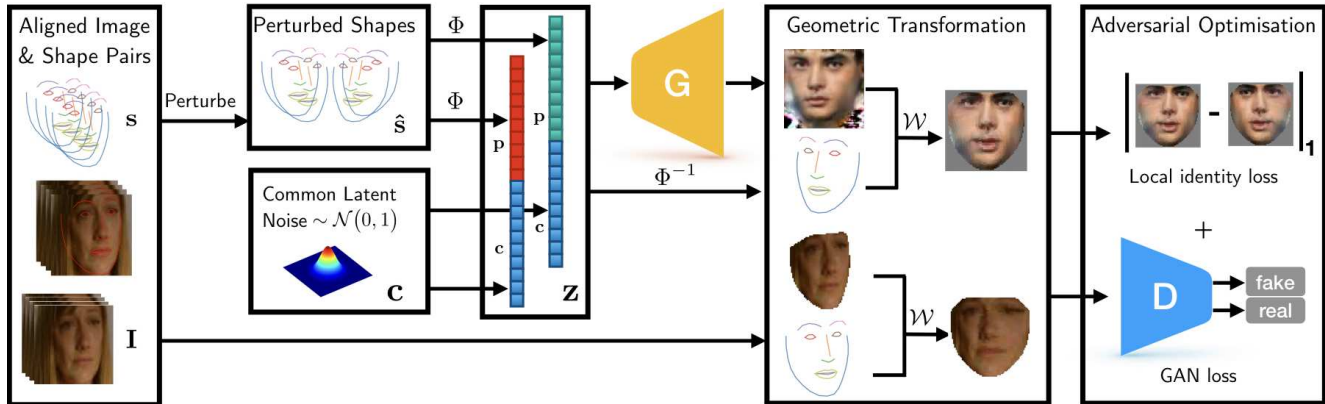 Aligned Image
& Shape Pairs
s
I
Perturbe
Perturbed Shapes
ŝ
Common Latent
Noise ∼ 𝒩(0, 1)
C
Φ
Φ
p
p
c
c
Z
G
Φ⁻¹
Geometric Transformation
𝒲
𝒲
Adversarial Optimisation
| - |₁
Local identity loss
+
D
fake
real
GAN loss